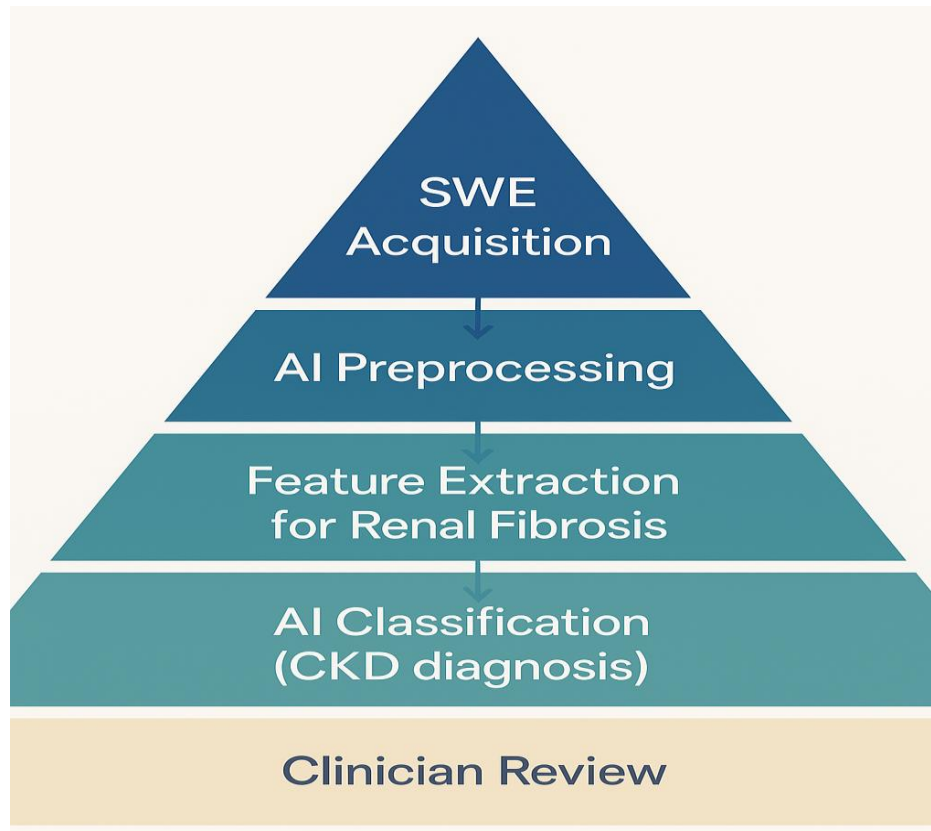 SWE
Acquisition
AI Preprocessing
Feature Extraction
for Renal Fibrosis
AI Classification
(CKD diagnosis)
Clinician Review